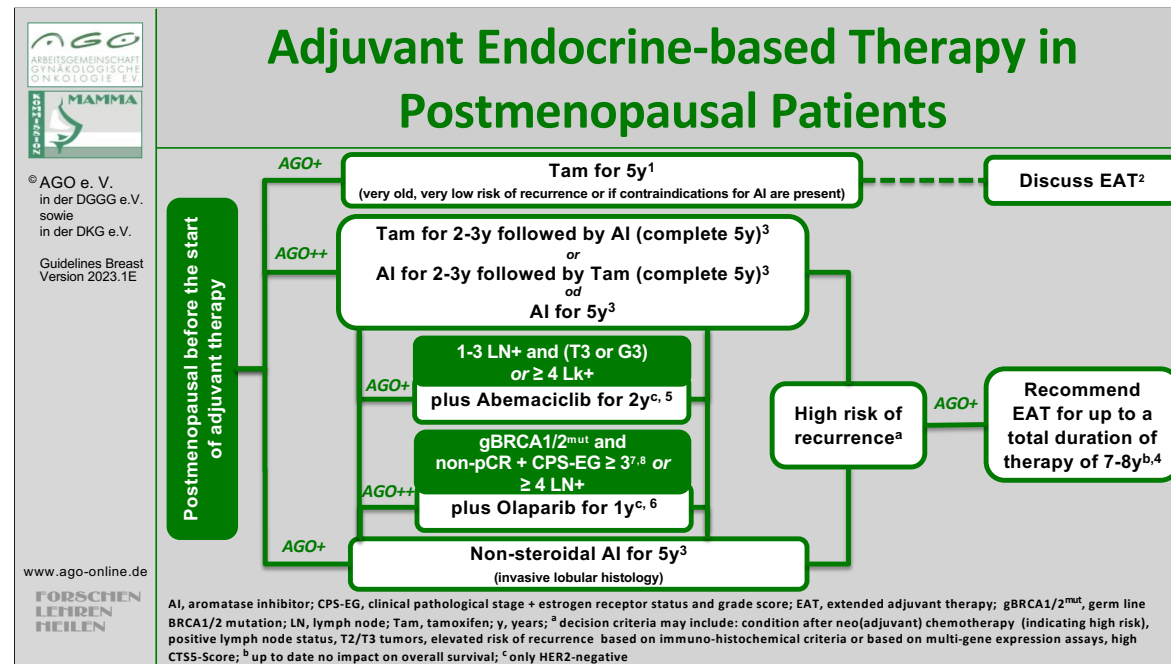 AGO
ARBEITSGEMEINSCHAFT
GYNÄKOLOGISCHE
ONKOLOGIE E.V.
KOMMISSION
MAMMA
© AGO e. V.
in der DGGG e.V.
sowie
in der DKG e.V.
Guidelines Breast
Version 2023.1E
www.ago-online.de
FORSCHEN
LEHREN
HEILEN
Adjuvant Endocrine-based Therapy in
Postmenopausal Patients
Postmenopausal before the start
of adjuvant therapy
AGO+
Tam for 5y¹
(very old, very low risk of recurrence or if contraindications for AI are present)
Discuss EAT²
AGO++
Tam for 2-3y followed by AI (complete 5y)³
or
AI for 2-3y followed by Tam (complete 5y)³
od
AI for 5y³
1-3 LN+ and (T3 or G3)
or ≥ 4 Lk+
AGO+
plus Abemaciclib for 2yᶜ, ⁵
gBRCA1/2ᵐᵘᵗ and
non-pCR + CPS-EG ≥ 3⁷,⁸ or
≥ 4 LN+
AGO++
plus Olaparib for 1yᶜ, ⁶
AGO+
Non-steroidal AI for 5y³
(invasive lobular histology)
High risk of
recurrenceᵃ
AGO+
Recommend
EAT for up to a
total duration of
therapy of 7-8yᵇ,⁴
AI, aromatase inhibitor; CPS-EG, clinical pathological stage + estrogen receptor status and grade score; EAT, extended adjuvant therapy; gBRCA1/2ᵐᵘᵗ, germ line
BRCA1/2 mutation; LN, lymph node; Tam, tamoxifen; y, years; ᵃ decision criteria may include: condition after neo(adjuvant) chemotherapy (indicating high risk),
positive lymph node status, T2/T3 tumors, elevated risk of recurrence based on immuno-histochemical criteria or based on multi-gene expression assays, high
CTS5-Score; ᵇ up to date no impact on overall survival; ᶜ only HER2-negative